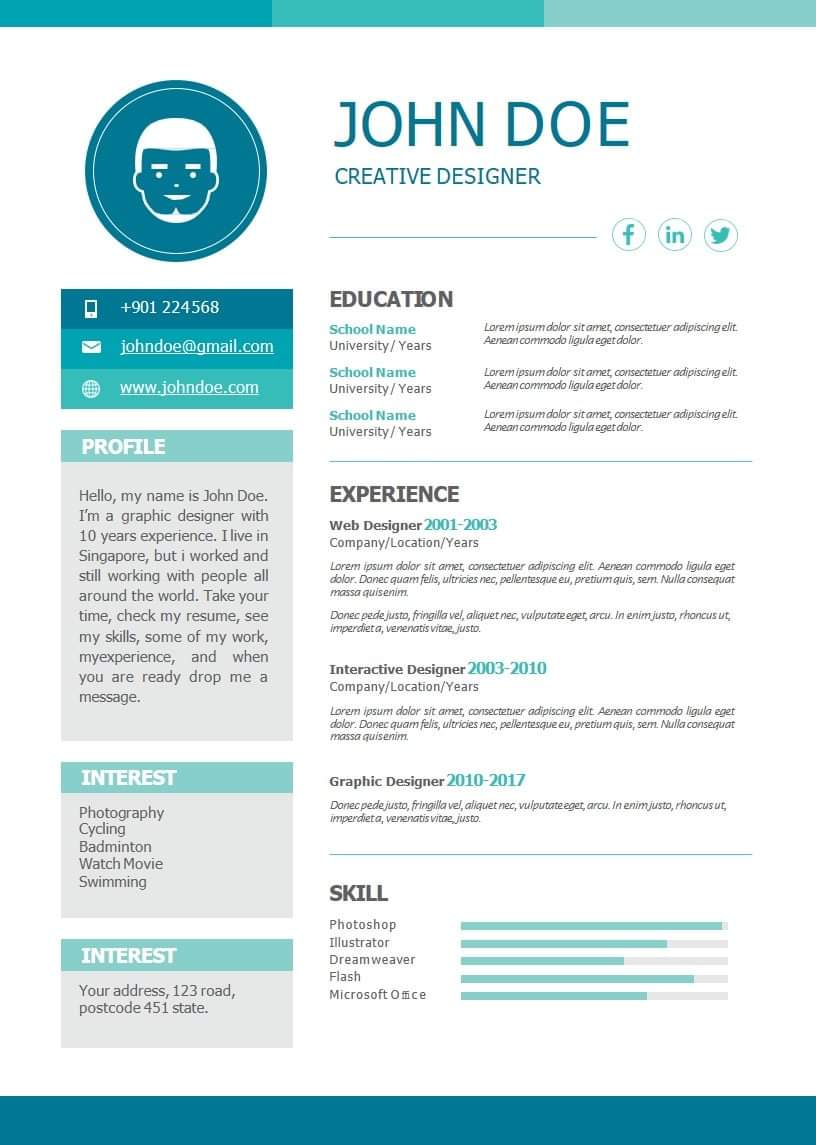 JOHN DOE
CREATIVE DESIGNER
+901 224568
johndoe@gmail.com
www.johndoe.com
PROFILE
Hello, my name is John Doe.
I'm a graphic designer with
10 years experience. I live in
Singapore, but i worked and
still working with people all
around the world. Take your
time, check my resume, see
my skills, some of my work,
myexperience, and when
you are ready drop me a
message.
INTEREST
Photography
Cycling
Badminton
Watch Movie
Swimming
INTEREST
Your address, 123 road,
postcode 451 state.
EDUCATION
School Name
University / Years
Lorem ipsum dolor sit amet, consectetuer adipiscing elit.
Aenean commodo ligula eget dolor.
School Name
University / Years
Lorem ipsum dolor sit amet, consectetuer adipiscing elit.
Aenean commodo ligula eget dolor.
School Name
University / Years
Lorem ipsum dolor sit amet, consectetuer adipiscing elit.
Aenean commodo ligula eget dolor.
EXPERIENCE
Web Designer 2001-2003
Company/Location/Years
Lorem ipsum dolor sit amet, consectetuer adipiscing elit. Aenean commodo ligula eget
dolor. Donec quam felis, ultricies nec, pellentesque eu, pretium quis, sem. Nulla consequat
massa quis enim.
Donec pede justo, fringilla vel, aliquet nec, vulputate eget, arcu. In enim justo, rhoncus ut,
imperdiet a, venenatis vitae, justo.
Interactive Designer 2003-2010
Company/Location/Years
Lorem ipsum dolor sit amet, consectetuer adipiscing elit. Aenean commodo ligula eget
dolor. Donec quam felis, ultricies nec, pellentesque eu, pretium quis, sem. Nulla consequat
massa quis enim.
Graphic Designer 2010-2017
Donec pede justo, fringilla vel, aliquet nec, vulputate eget, arcu. In enim justo, rhoncus ut,
imperdiet a, venenatis vitae, justo.
SKILL
Photoshop
Illustrator
Dreamweaver
Flash
Microsoft Office